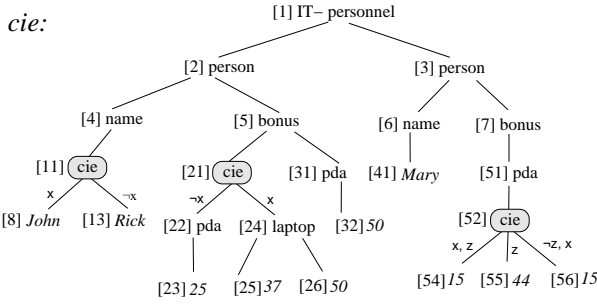 cie:
[1] IT− personnel
[2] person [3] person
[4] name [5] bonus [6] name [7] bonus
[11] cie [21] cie [31] pda [41] Mary [51] pda
x ¬x ¬x x [52] cie
[8] John [13] Rick [22] pda [24] laptop [32] 50
x, z z ¬z, x
[23] 25 [25] 37 [26] 50 [54] 15 [55] 44 [56] 15